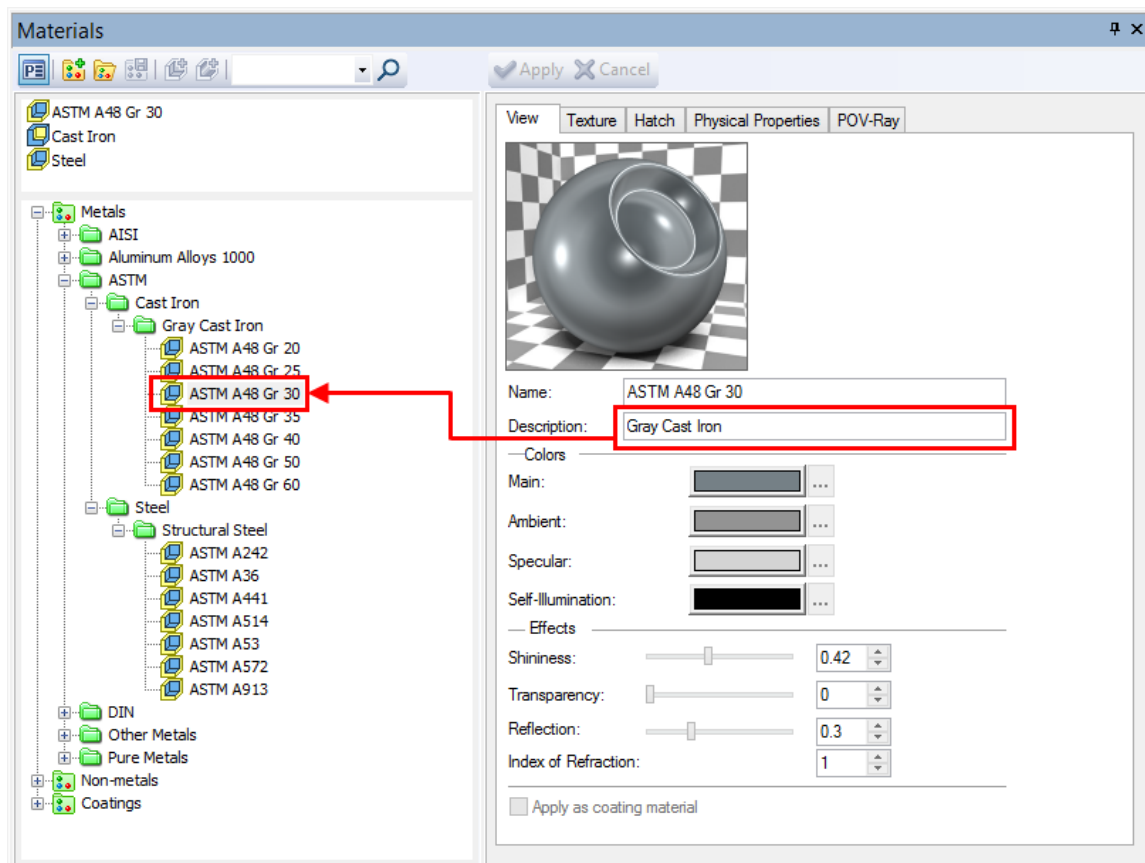 Materials
PE
Apply Cancel
ASTM A48 Gr 30
Cast Iron
Steel
Metals
AISI
Aluminum Alloys 1000
ASTM
Cast Iron
Gray Cast Iron
ASTM A48 Gr 20
ASTM A48 Gr 25
ASTM A48 Gr 30
ASTM A48 Gr 35
ASTM A48 Gr 40
ASTM A48 Gr 50
ASTM A48 Gr 60
Steel
Structural Steel
ASTM A242
ASTM A36
ASTM A441
ASTM A514
ASTM A53
ASTM A572
ASTM A913
DIN
Other Metals
Pure Metals
Non-metals
Coatings
View Texture Hatch Physical Properties POV-Ray
Name: ASTM A48 Gr 30
Description: Gray Cast Iron
Colors
Main: ...
Ambient: ...
Specular: ...
Self-Illumination: ...
Effects
Shininess: 0.42
Transparency: 0
Reflection: 0.3
Index of Refraction: 1
Apply as coating material